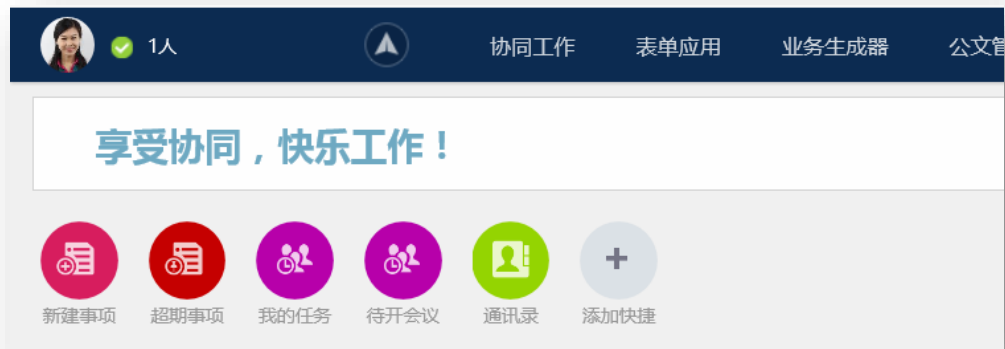 1人 协同工作 表单应用 业务生成器 公文
享受协同，快乐工作！
新建事项 超期事项 我的任务 待开会议 通讯录 添加快捷